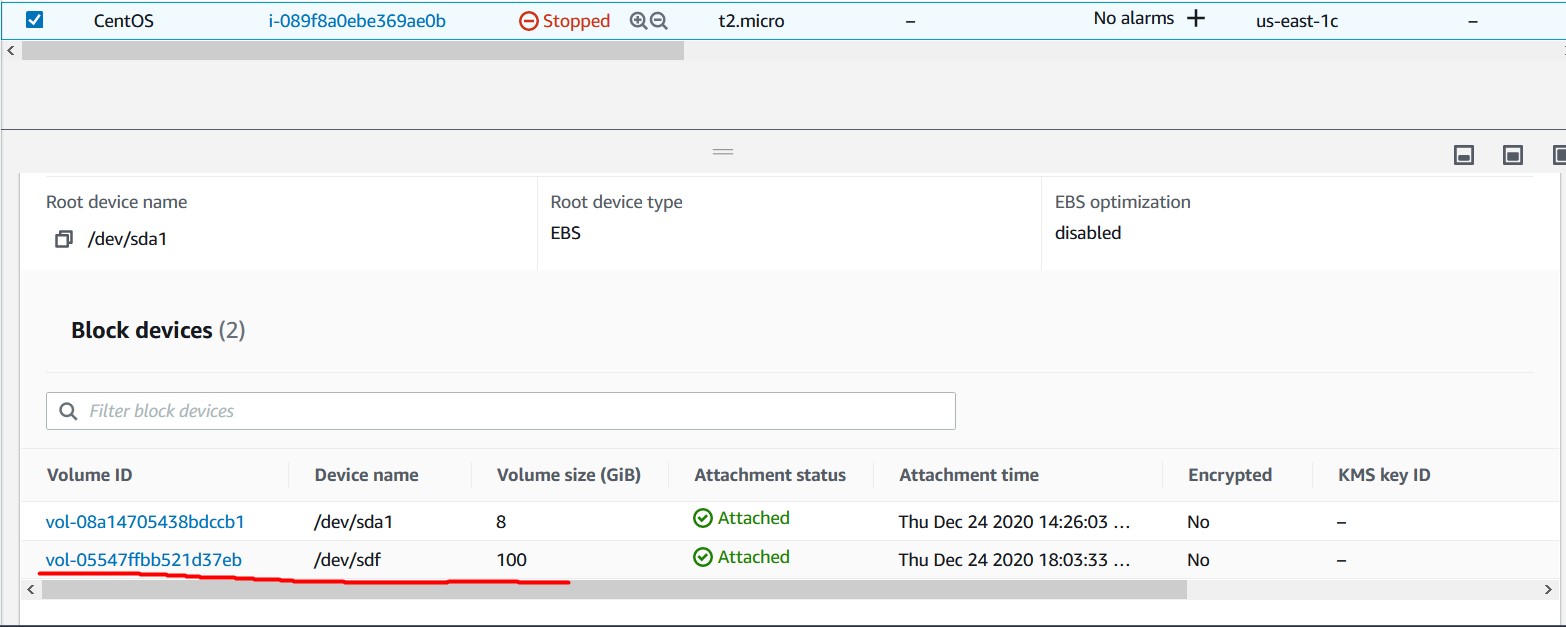 CentOS i-089f8a0ebe369ae0b Stopped t2.micro – No alarms + us-east-1c –
Root device name Root device type EBS optimization
/dev/sda1 EBS disabled
Block devices (2)
Filter block devices
Volume ID Device name Volume size (GiB) Attachment status Attachment time Encrypted KMS key ID
vol-08a14705438bdccb1 /dev/sda1 8 Attached Thu Dec 24 2020 14:26:03 ... No –
vol-05547ffbb521d37eb /dev/sdf 100 Attached Thu Dec 24 2020 18:03:33 ... No –